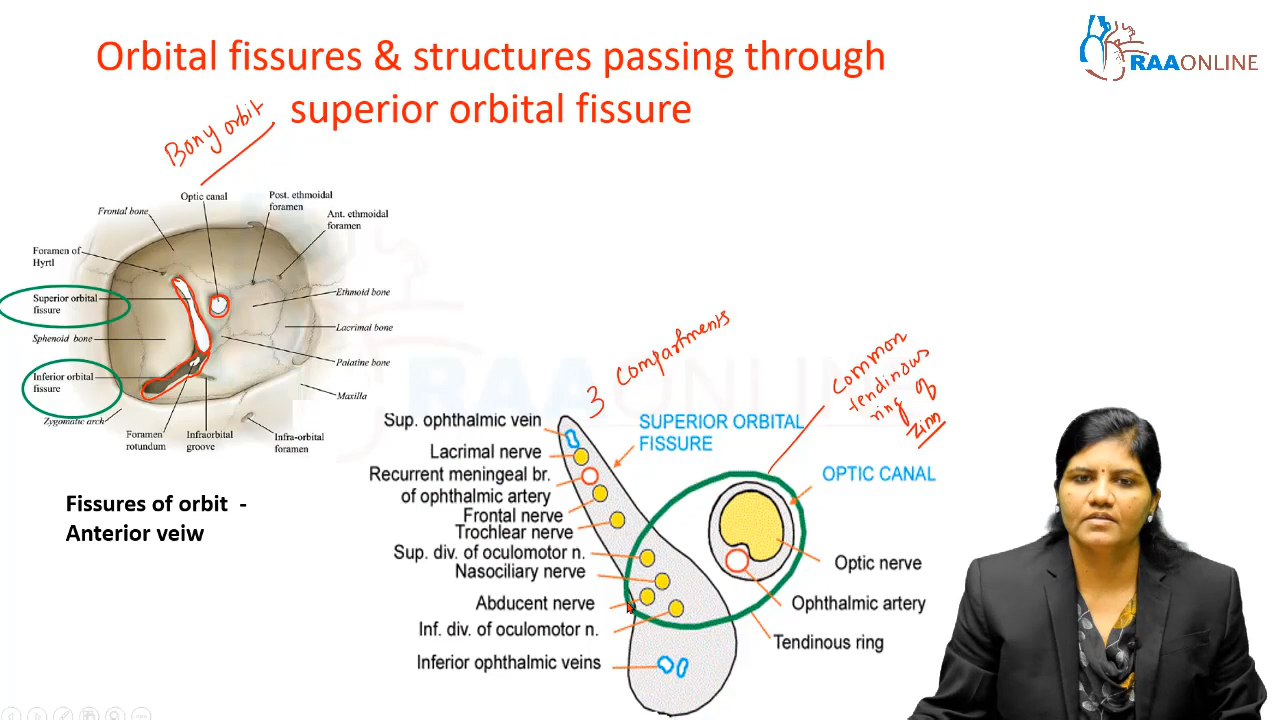 Orbital fissures & structures passing through
superior orbital fissure
RAAONLINE
Bony orbit
Optic canal
Post. ethmoidal
foramen
Frontal bone
Ant. ethmoidal
foramen
Foramen of
Hyrtl
Superior orbital
fissure
Ethmoid bone
Sphenoid bone
Lacrimal bone
Palatine bone
Inferior orbital
fissure
Maxilla
Zygomatic arch
Foramen
rotundum
Infraorbital
groove
Infra-orbital
foramen
Fissures of orbit -
Anterior veiw
RAAONLINE
3 compartments
common
tendinous
ring of
Zinn
Sup. ophthalmic vein
SUPERIOR ORBITAL
FISSURE
Lacrimal nerve
Recurrent meningeal br.
of ophthalmic artery
OPTIC CANAL
Frontal nerve
Trochlear nerve
Sup. div. of oculomotor n.
Nasociliary nerve
Optic nerve
Abducent nerve
Ophthalmic artery
Inf. div. of oculomotor n.
Tendinous ring
Inferior ophthalmic veins